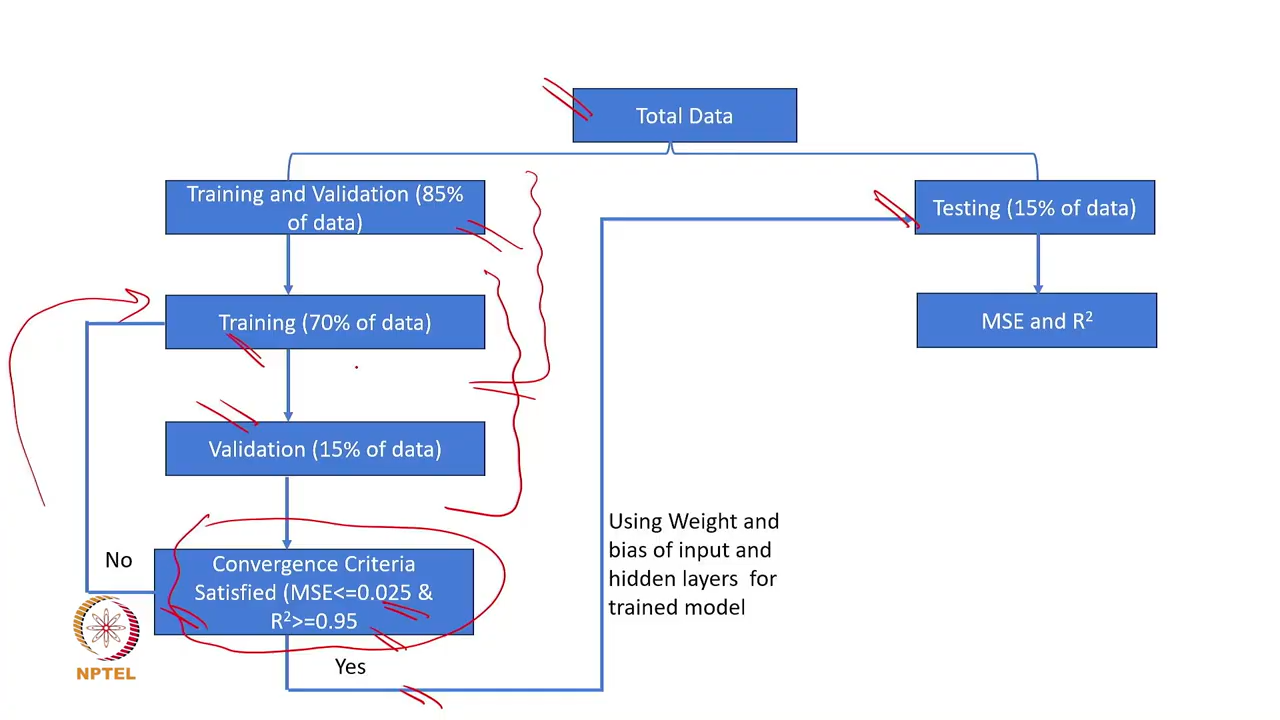 Total Data
Training and Validation (85%
of data)
Testing (15% of data)
Training (70% of data)
MSE and R²
Validation (15% of data)
Using Weight and
bias of input and
hidden layers  for
trained model
No
Convergence Criteria
Satisfied (MSE<=0.025 &
R²>=0.95
Yes
NPTEL